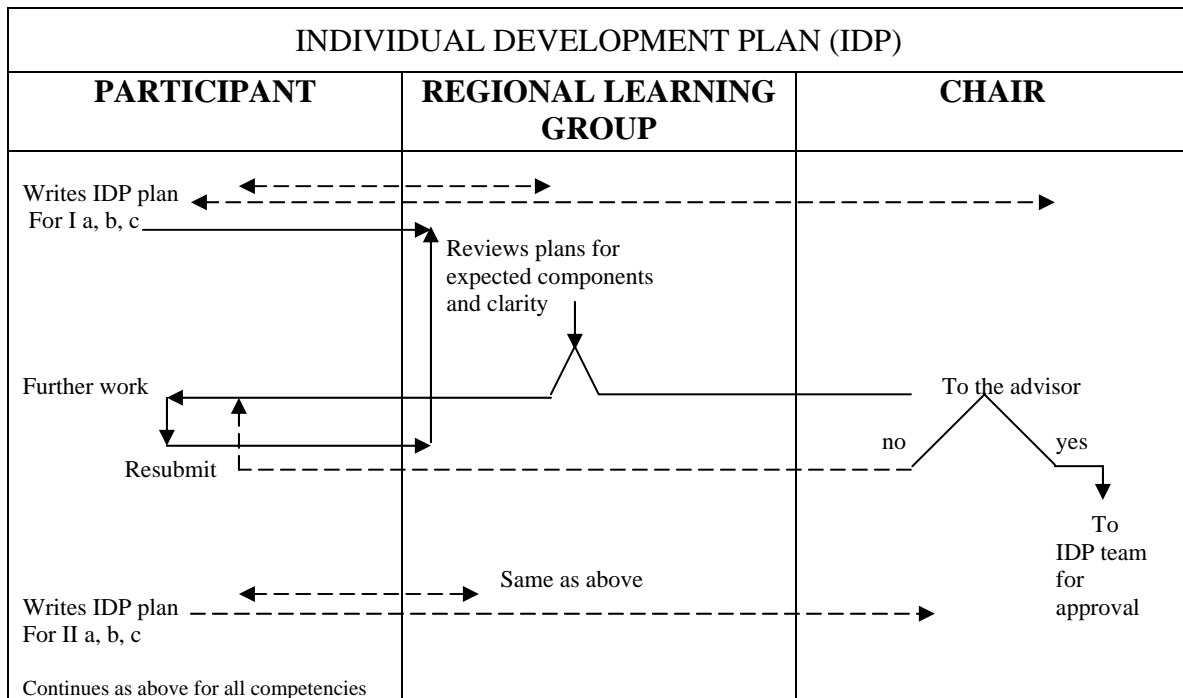 INDIVIDUAL DEVELOPMENT PLAN (IDP)
PARTICIPANT
REGIONAL LEARNING
GROUP
CHAIR
Writes IDP plan
For I a, b, c
Reviews plans for
expected components
and clarity
Further work
To the advisor
no
yes
Resubmit
To
IDP team
for
approval
Same as above
Writes IDP plan
For II a, b, c
Continues as above for all competencies